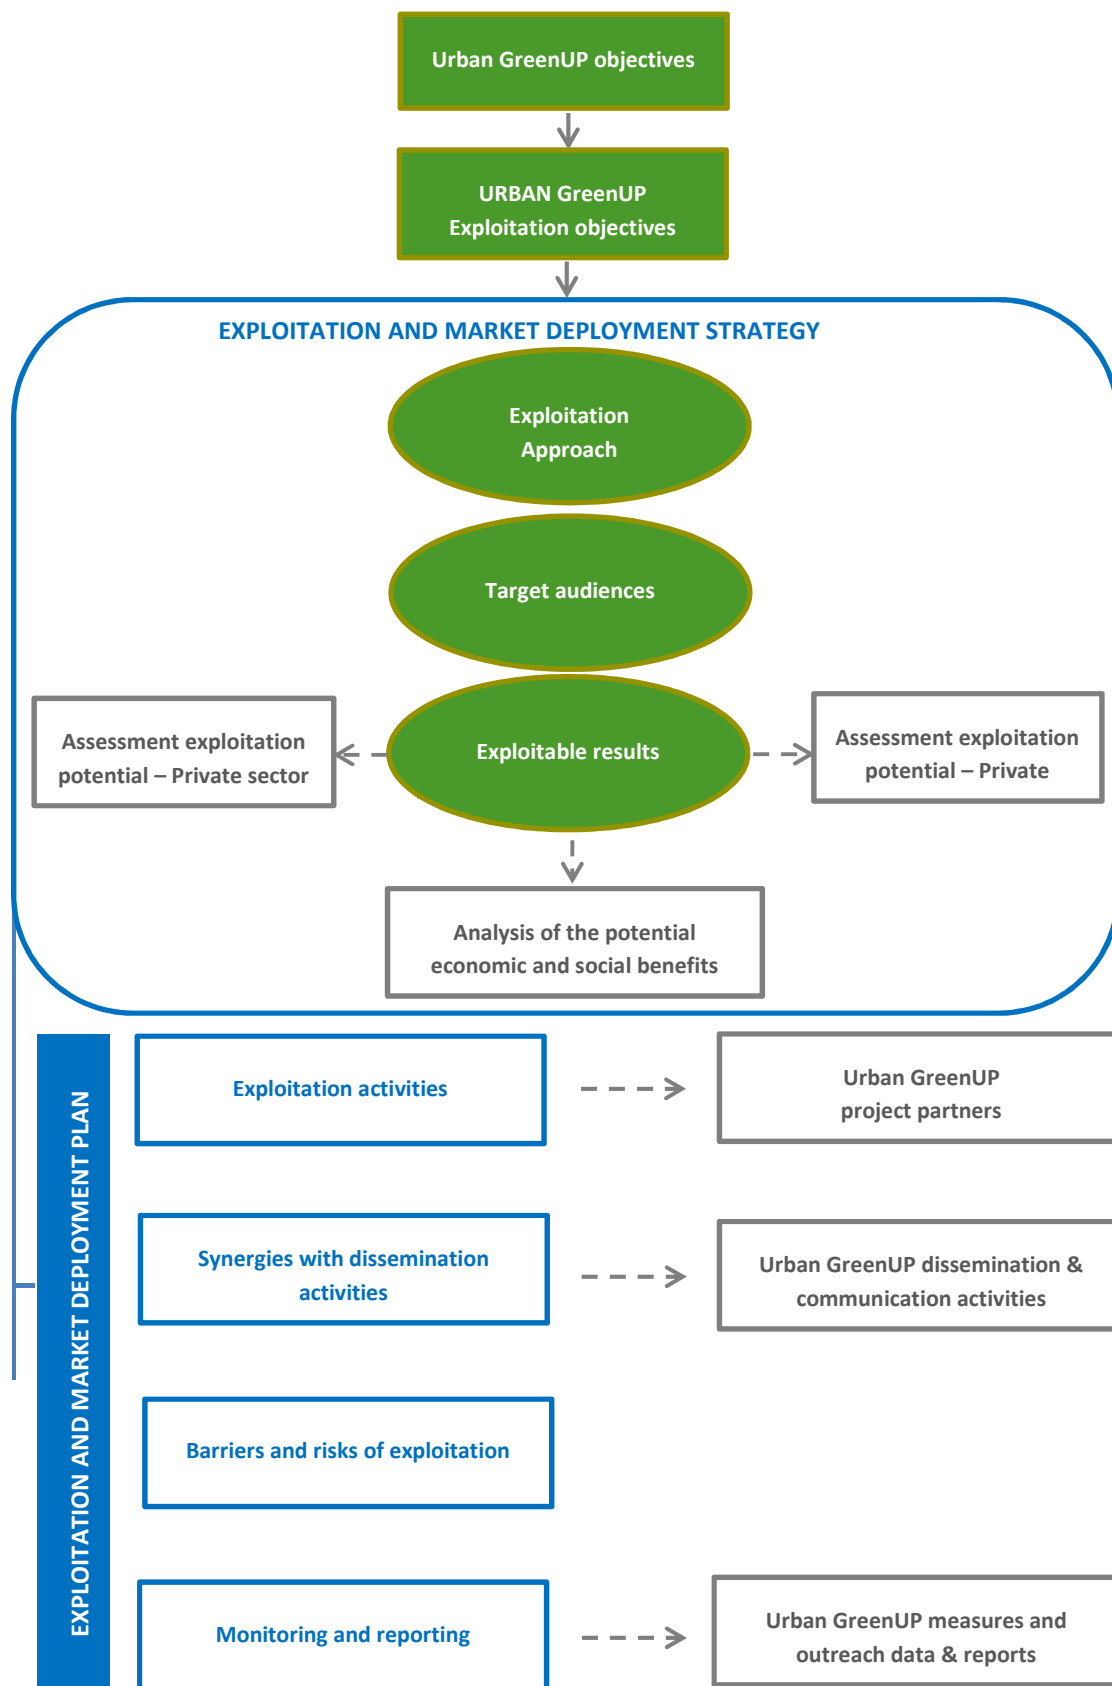 Urban GreenUP objectives
URBAN GreenUP
Exploitation objectives
EXPLOITATION AND MARKET DEPLOYMENT STRATEGY
Exploitation
Approach
Target audiences
Assessment exploitation
potential – Private sector
Exploitable results
Assessment exploitation
potential – Private
Analysis of the potential
economic and social benefits
EXPLOITATION AND MARKET DEPLOYMENT PLAN
Exploitation activities
Urban GreenUP
project partners
Synergies with dissemination
activities
Urban GreenUP dissemination &
communication activities
Barriers and risks of exploitation
Monitoring and reporting
Urban GreenUP measures and
outreach data & reports